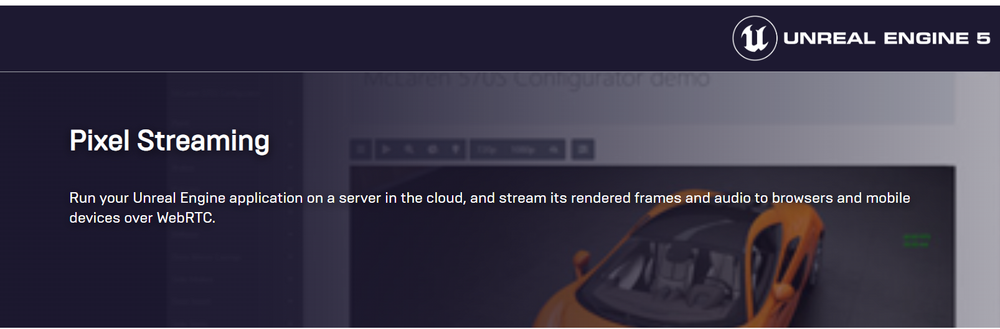 UNREAL ENGINE 5
McLaren 570S Configurator demo
Pixel Streaming
Run your Unreal Engine application on a server in the cloud, and stream its rendered frames and audio to browsers and mobile
devices over WebRTC.